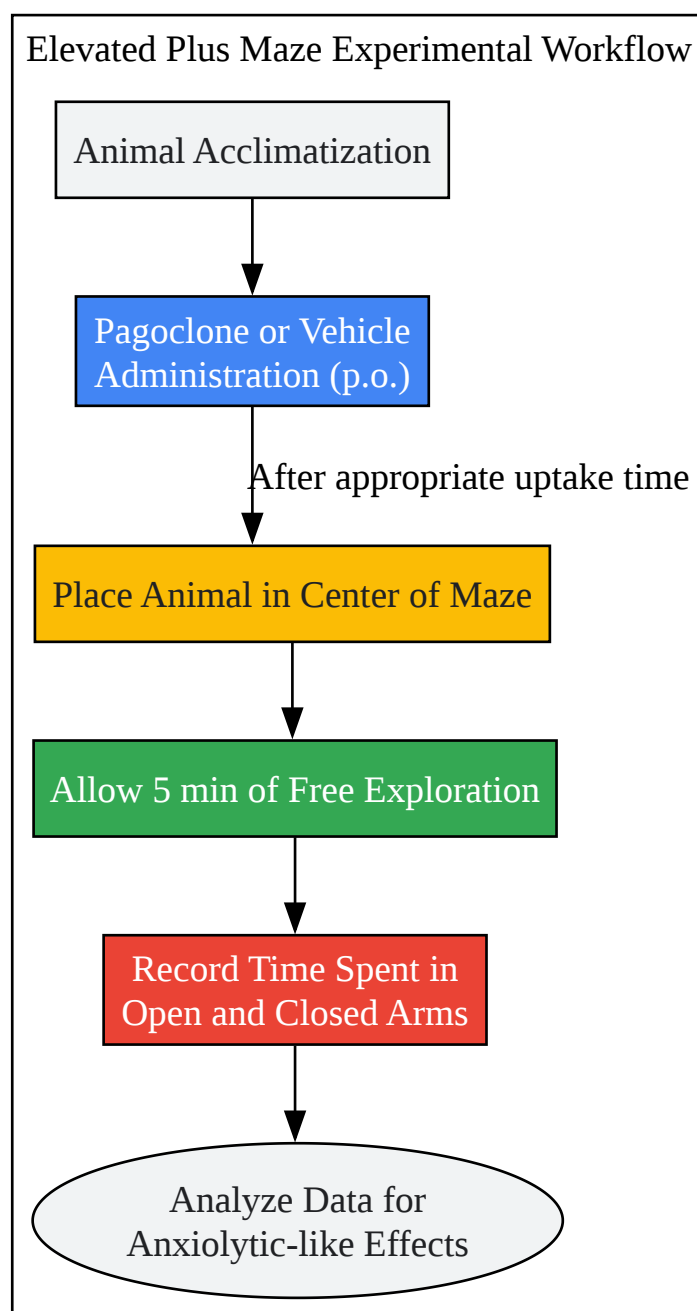 Elevated Plus Maze Experimental Workflow
Animal Acclimatization
Pagoclone or Vehicle
Administration (p.o.)
After appropriate uptake time
Place Animal in Center of Maze
Allow 5 min of Free Exploration
Record Time Spent in
Open and Closed Arms
Analyze Data for
Anxiolytic-like Effects